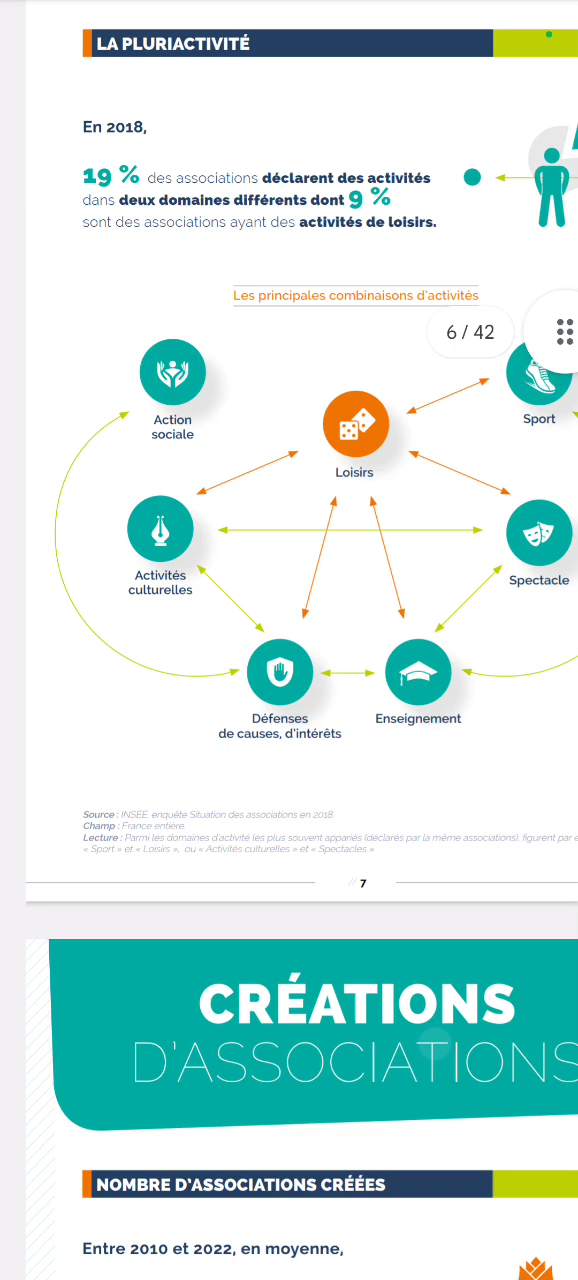 LA PLURIACTIVITÉ
En 2018,
19 % des associations déclarent des activités
dans deux domaines différents dont 9 %
sont des associations ayant des activités de loisirs.
Les principales combinaisons d'activités
6 / 42
Action
sociale
Loisirs
Sport
Activités
culturelles
Spectacle
Défenses
de causes, d'intérêts
Enseignement
Source : INSEE, enquête Situation des associations en 2018.
Champ : France entière.
Lecture : Parmi les domaines d'activité les plus souvent appariés (déclarés par la même associations), figurent par
« Sport » et « Loisirs », ou « Activités culturelles » et « Spectacles »
// 7
CRÉATIONS
D'ASSOCIATIONS
NOMBRE D'ASSOCIATIONS CRÉÉES
Entre 2010 et 2022, en moyenne,